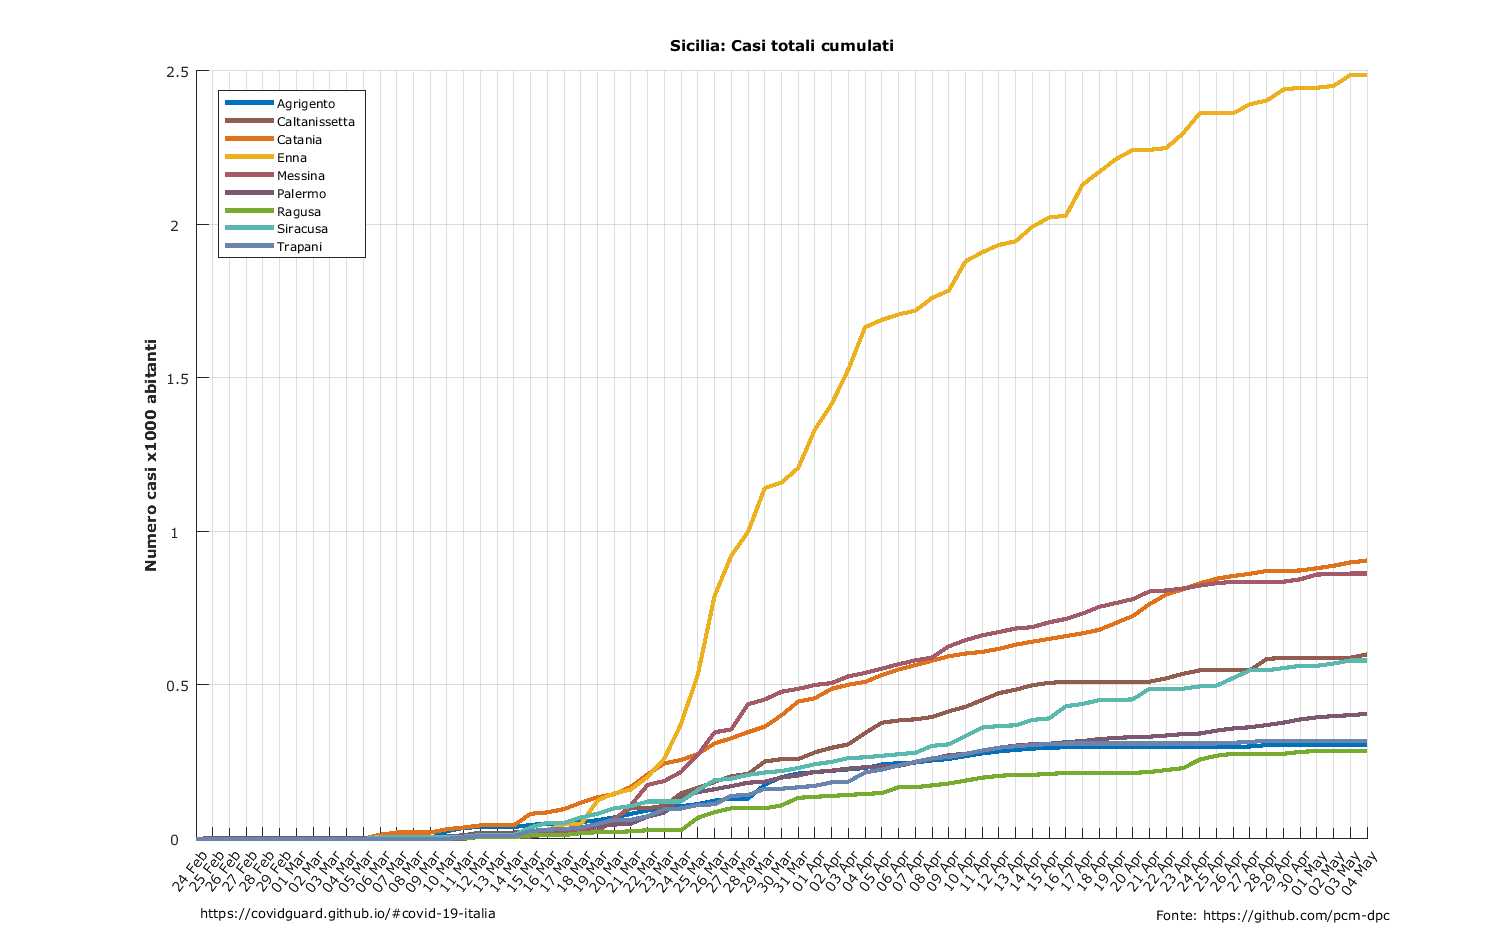 Sicilia: Casi totali cumulati
Numero casi x1000 abitanti
2.5
2
1.5
1
0.5
0
Agrigento
Caltanissetta
Catania
Enna
Messina
Palermo
Ragusa
Siracusa
Trapani
24 Feb
25 Feb
26 Feb
27 Feb
28 Feb
29 Feb
01 Mar
02 Mar
03 Mar
04 Mar
05 Mar
06 Mar
07 Mar
08 Mar
09 Mar
10 Mar
11 Mar
12 Mar
13 Mar
14 Mar
15 Mar
16 Mar
17 Mar
18 Mar
19 Mar
20 Mar
21 Mar
22 Mar
23 Mar
24 Mar
25 Mar
26 Mar
27 Mar
28 Mar
29 Mar
30 Mar
31 Mar
01 Apr
02 Apr
03 Apr
04 Apr
05 Apr
06 Apr
07 Apr
08 Apr
09 Apr
10 Apr
11 Apr
12 Apr
13 Apr
14 Apr
15 Apr
16 Apr
17 Apr
18 Apr
19 Apr
20 Apr
21 Apr
22 Apr
23 Apr
24 Apr
25 Apr
26 Apr
27 Apr
28 Apr
29 Apr
30 Apr
01 May
02 May
03 May
04 May
https://covidguard.github.io/#covid-19-italia
Fonte: https://github.com/pcm-dpc